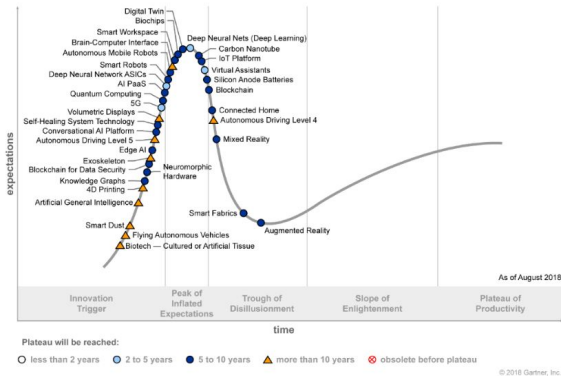 Digital Twin
Biochips
Smart Workspace
Brain-Computer Interface
Autonomous Mobile Robots
Smart Robots
Deep Neural Network ASICs
AI PaaS
Quantum Computing
5G
Volumetric Displays
Self-Healing System Technology
Conversational AI Platform
Autonomous Driving Level 5
Edge AI
Exoskeleton
Blockchain for Data Security
Neuromorphic
Hardware
Knowledge Graphs
4D Printing
Artificial General Intelligence
Smart Dust
Flying Autonomous Vehicles
Biotech — Cultured or Artificial Tissue
Deep Neural Nets (Deep Learning)
Carbon Nanotube
IoT Platform
Virtual Assistants
Silicon Anode Batteries
Blockchain
Connected Home
Autonomous Driving Level 4
Mixed Reality
Smart Fabrics
Augmented Reality
expectations
As of August 2018
Innovation
Trigger
Peak of
Inflated
Expectations
Trough of
Disillusionment
Slope of
Enlightenment
Plateau of
Productivity
time
Plateau will be reached:
less than 2 years
2 to 5 years
5 to 10 years
more than 10 years
obsolete before plateau
© 2018 Gartner, Inc.